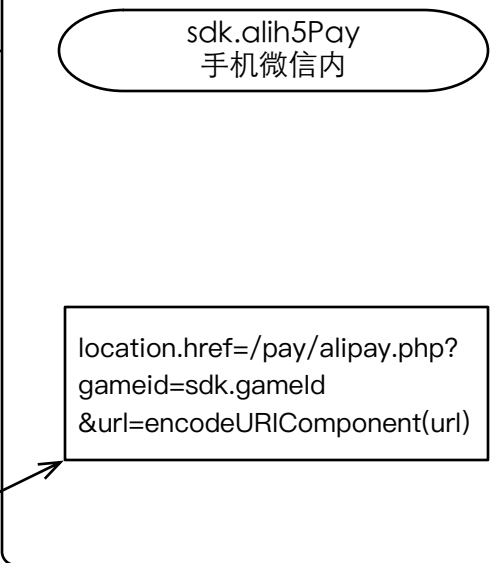 sdk.alih5Pay
手机微信内
location.href=/pay/alipay.php?
gameid=sdk.gameId
&url=encodeURIComponent(url)